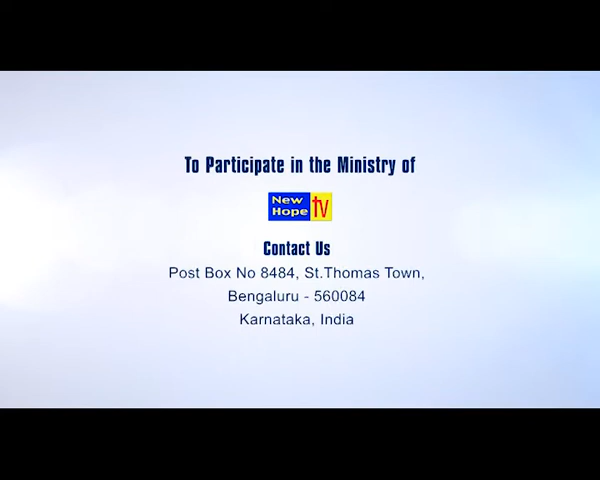 To Participate in the Ministry of
New Hope tv
Contact Us
Post Box No 8484, St.Thomas Town,
Bengaluru - 560084
Karnataka, India